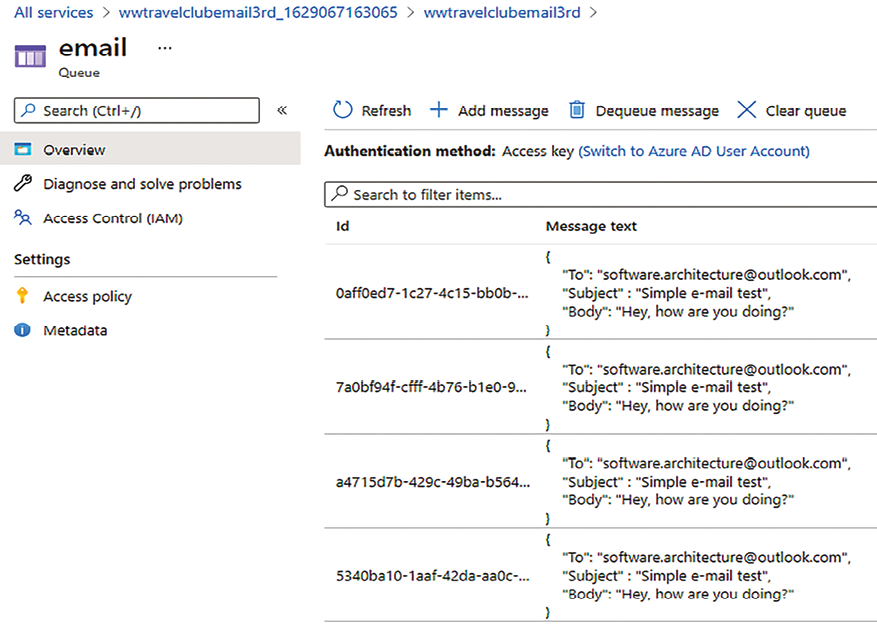 All services > wwtravelclubemail3rd_1629067163065 > wwtravelclubemail3rd >
email ...
Queue
Search (Ctrl+/) «
Overview
Diagnose and solve problems
Access Control (IAM)
Settings
Access policy
Metadata
Refresh Add message Dequeue message Clear queue
Authentication method: Access key (Switch to Azure AD User Account)
Search to filter items...
Id Message text
0aff0ed7-1c27-4c15-bb0b-...
{
"To": "software.architecture@outlook.com",
"Subject" : "Simple e-mail test",
"Body": "Hey, how are you doing?"
}
7a0bf94f-cfff-4b76-b1e0-9...
{
"To": "software.architecture@outlook.com",
"Subject" : "Simple e-mail test",
"Body": "Hey, how are you doing?"
}
a4715d7b-429c-49ba-b564...
{
"To": "software.architecture@outlook.com",
"Subject" : "Simple e-mail test",
"Body": "Hey, how are you doing?"
}
5340ba10-1aaf-42da-aa0c-...
{
"To": "software.architecture@outlook.com",
"Subject" : "Simple e-mail test",
"Body": "Hey, how are you doing?"
}